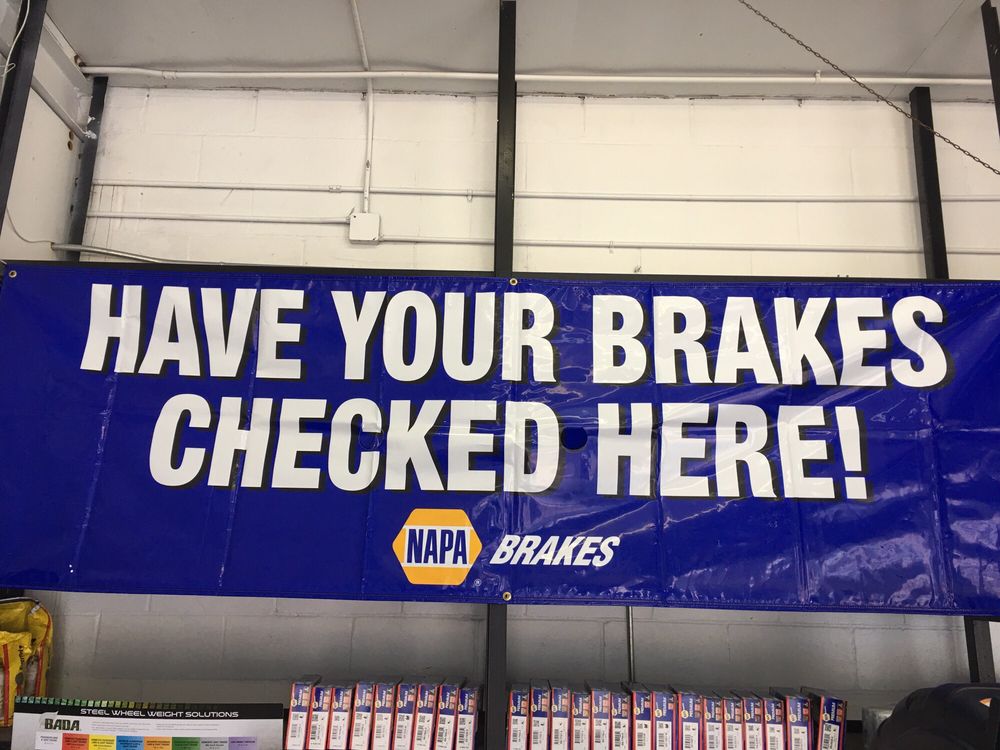 HAVE YOUR BRAKES
CHECKED HERE!
NAPA BRAKES
STEEL WHEEL WEIGHT SOLUTIONS
BADA